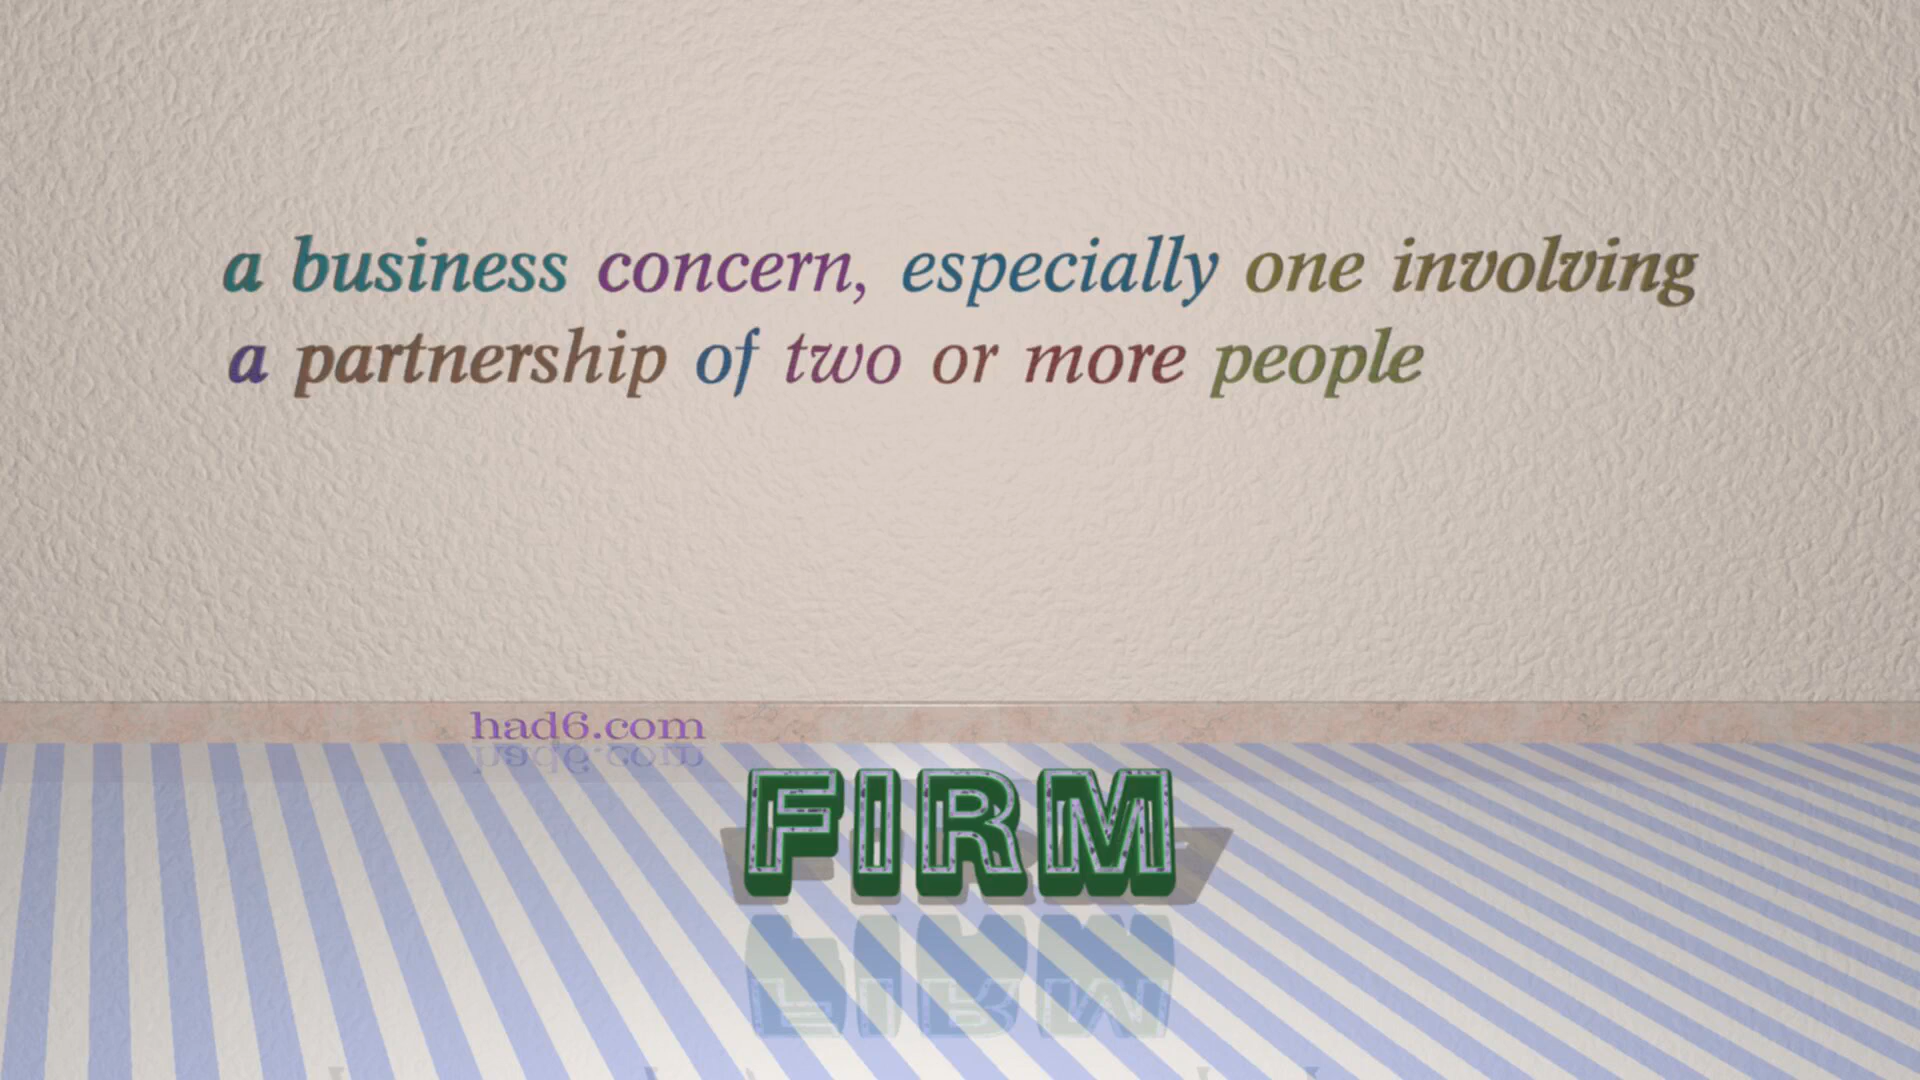 a business concern, especially one involving
a partnership of two or more people
had6.com
FIRM